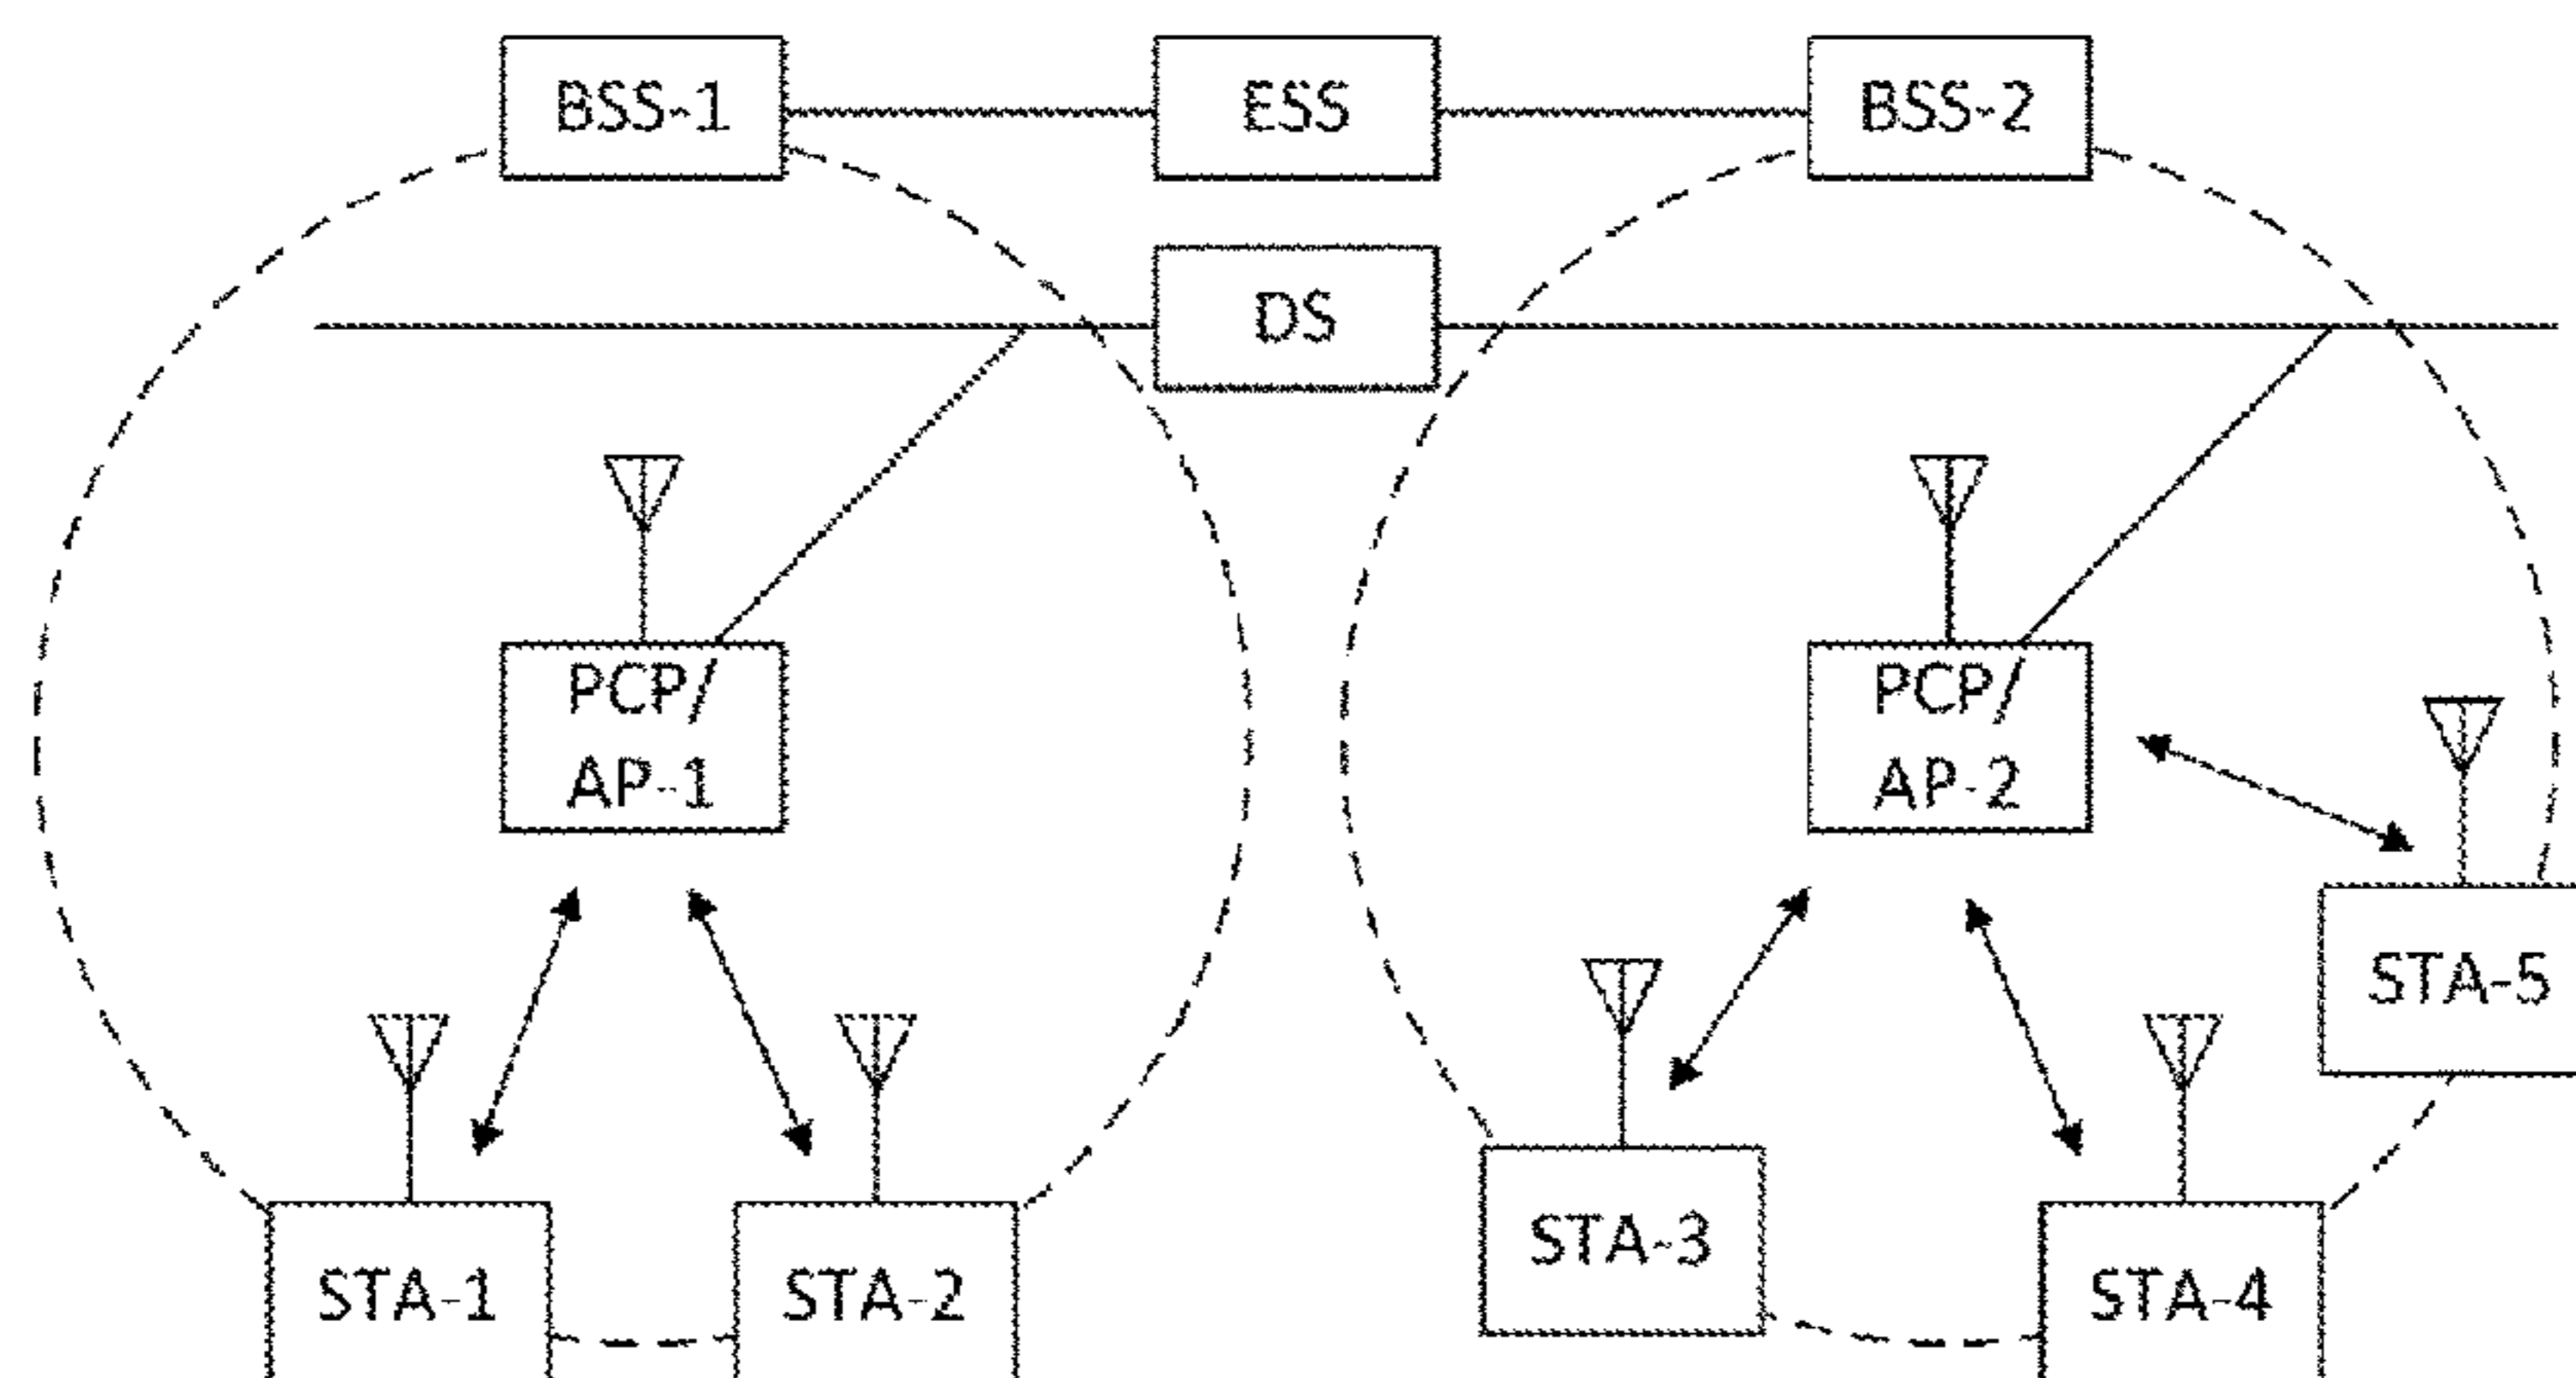 BSS-1
ESS
BSS-2
DS
PCP/
AP-1
PCP/
AP-2
STA-5
STA-3
STA-1
STA-2
STA-4